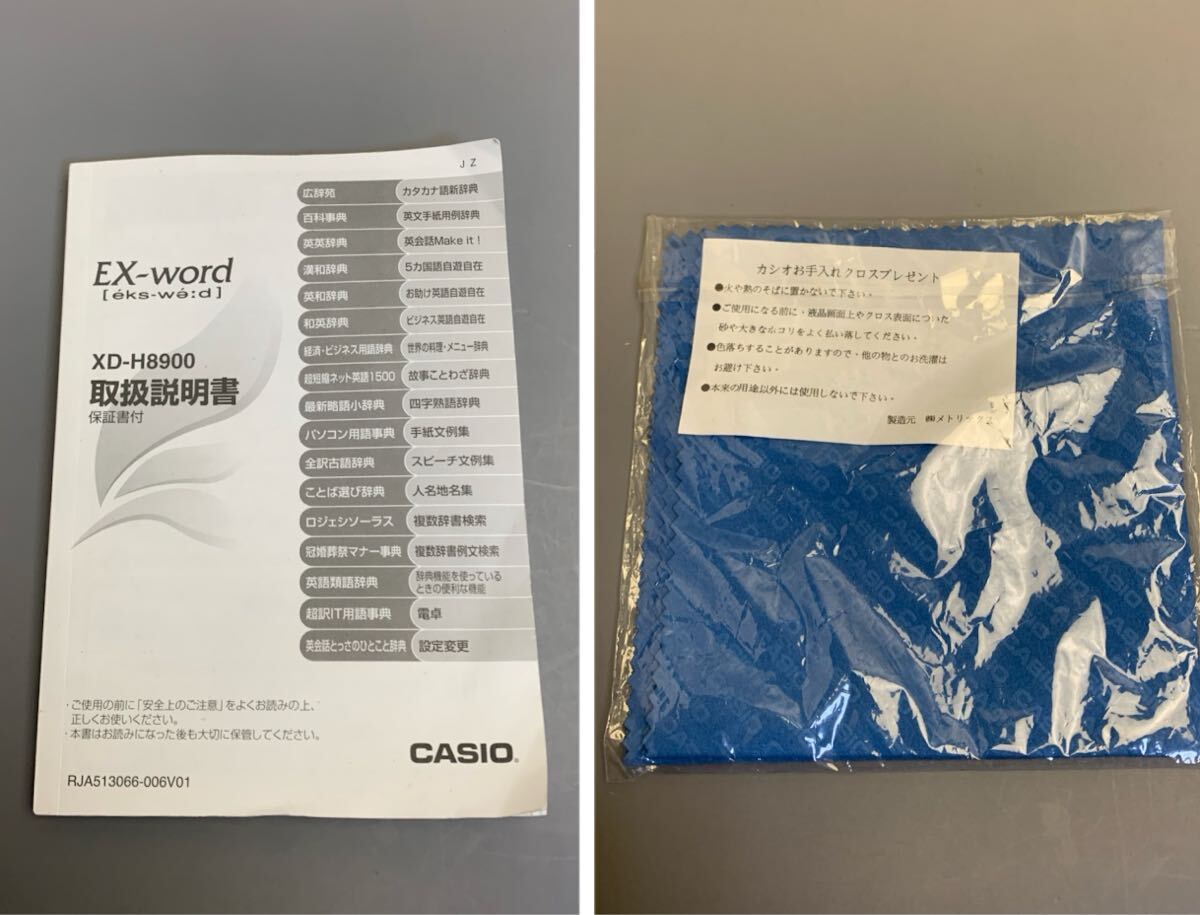 JZ
EX-word
[éks-wé:d]
XD-H8900
取扱説明書
保証書付
広辞苑
カタカナ語新辞典
百科事典
英文手紙用例辞典
英英辞典
英会話Make it!
漢和辞典
5カ国語自遊自在
英和辞典
お助け英語自遊自在
和英辞典
ビジネス英語自遊自在
経済・ビジネス用語辞典
世界の料理・メニュー辞典
超短縮ネット英語1500
故事ことわざ辞典
最新略語小辞典
四字熟語辞典
パソコン用語事典
手紙文例集
全訳古語辞典
スピーチ文例集
ことば選び辞典
人名地名集
ロジェシソーラス
複数辞書検索
冠婚葬祭マナー事典
複数辞書例文検索
英語類語辞典
辞典機能を使っている
ときの便利な機能
超訳IT用語事典
電卓
英会話とっさのひとこと辞典
設定変更
・ご使用の前に「安全上のご注意」をよくお読みの上、
正しくお使いください。
・本書はお読みになった後も大切に保管してください。
CASIO®
RJA513066-006V01
カシオお手入れクロスプレゼント
●火や熱のそばに置かないで下さい。
●ご使用になる前に、液晶画面上やクロス表面についた
砂や大きなホコリをよく払い落してください。
●色落ちすることがありますので、他の物とのお洗濯は
お避け下さい。
●本来の用途以外には使用しないで下さい。
製造元 ㈱メトリックス